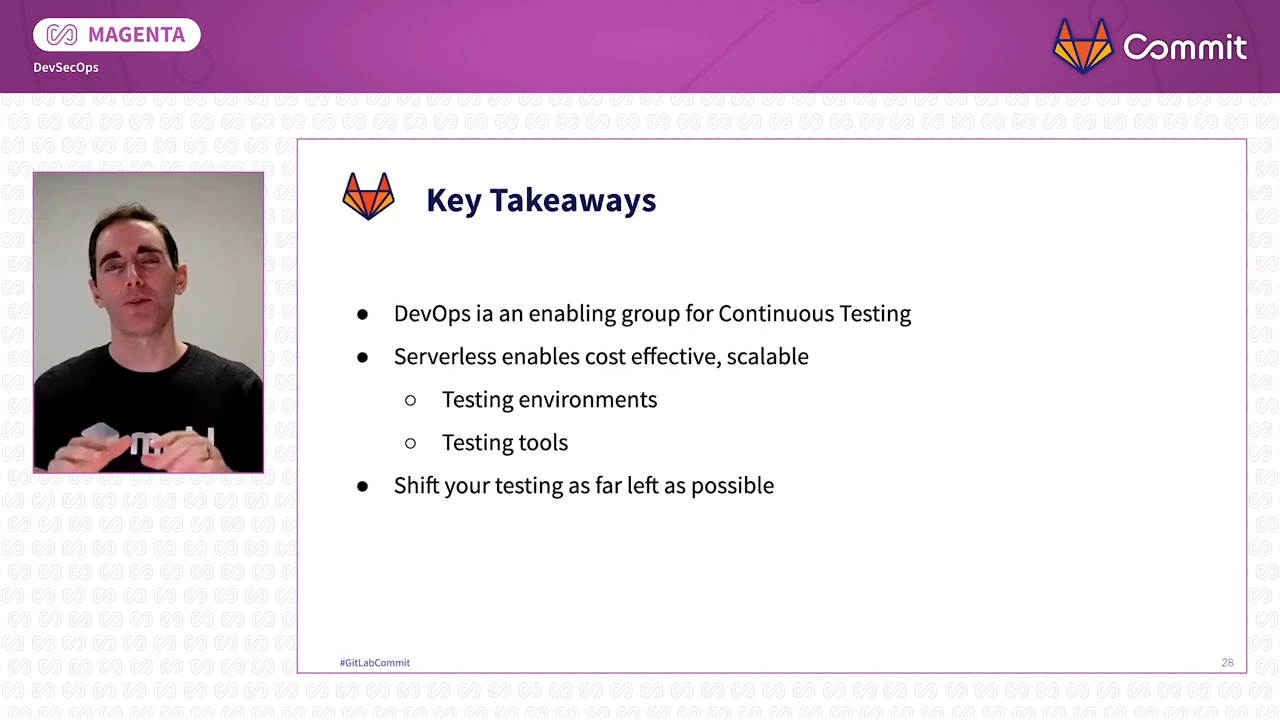 MAGENTA
DevSecOps
Commit
Key Takeaways
● DevOps ia an enabling group for Continuous Testing
● Serverless enables cost effective, scalable
○ Testing environments
○ Testing tools
● Shift your testing as far left as possible
#GitLabCommit
28